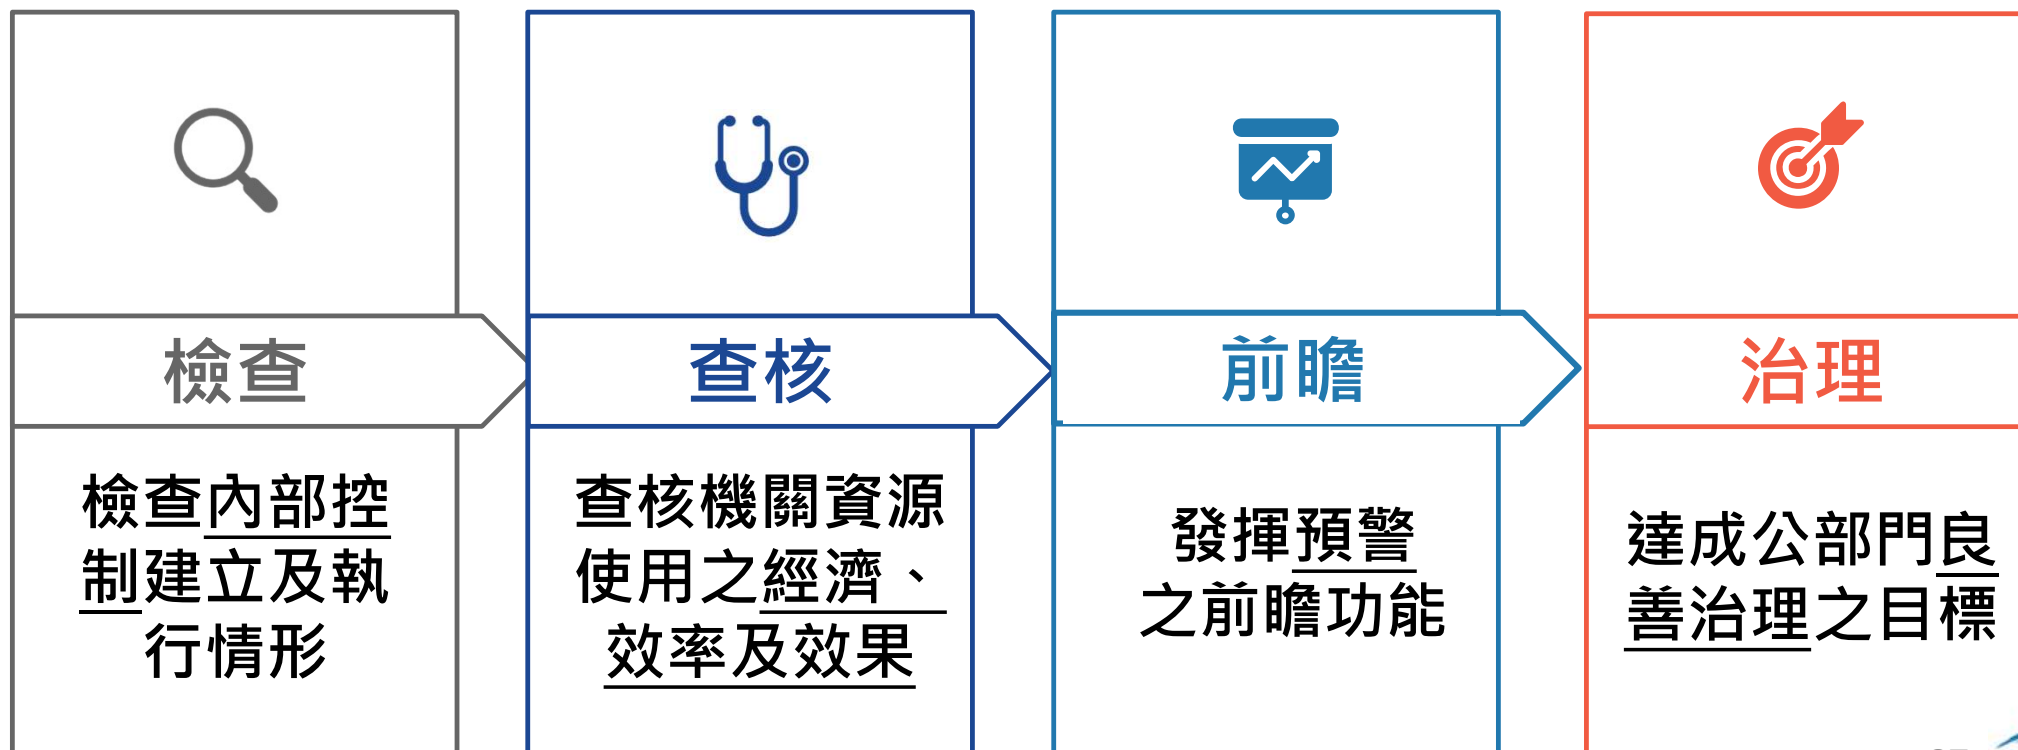 檢查
檢查內部控
制建立及執
行情形
查核
查核機關資源
使用之經濟、
效率及效果
前瞻
發揮預警
之前瞻功能
治理
達成公部門良
善治理之目標